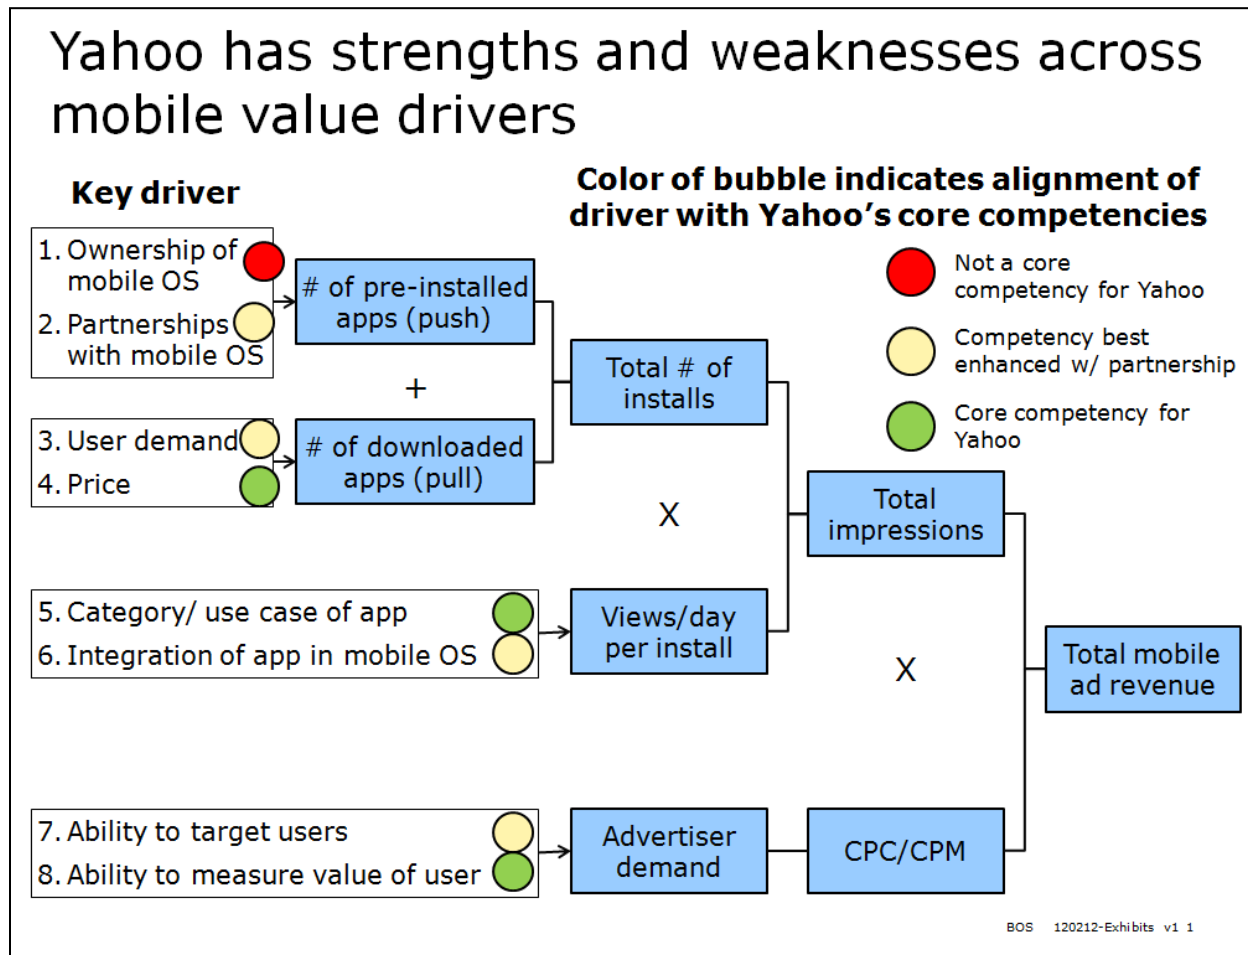 Yahoo has strengths and weaknesses across
mobile value drivers
Key driver
Color of bubble indicates alignment of
driver with Yahoo's core competencies
1. Ownership of
mobile OS
2. Partnerships
with mobile OS
# of pre-installed
apps (push)
Not a core
competency for Yahoo
Competency best
enhanced w/ partnership
Core competency for
Yahoo
+
Total # of
installs
3. User demand
4. Price
# of downloaded
apps (pull)
X
Total
impressions
5. Category/ use case of app
6. Integration of app in mobile OS
Views/day
per install
X
Total mobile
ad revenue
7. Ability to target users
8. Ability to measure value of user
Advertiser
demand
CPC/CPM
BOS 120212-Exhibits v1 1